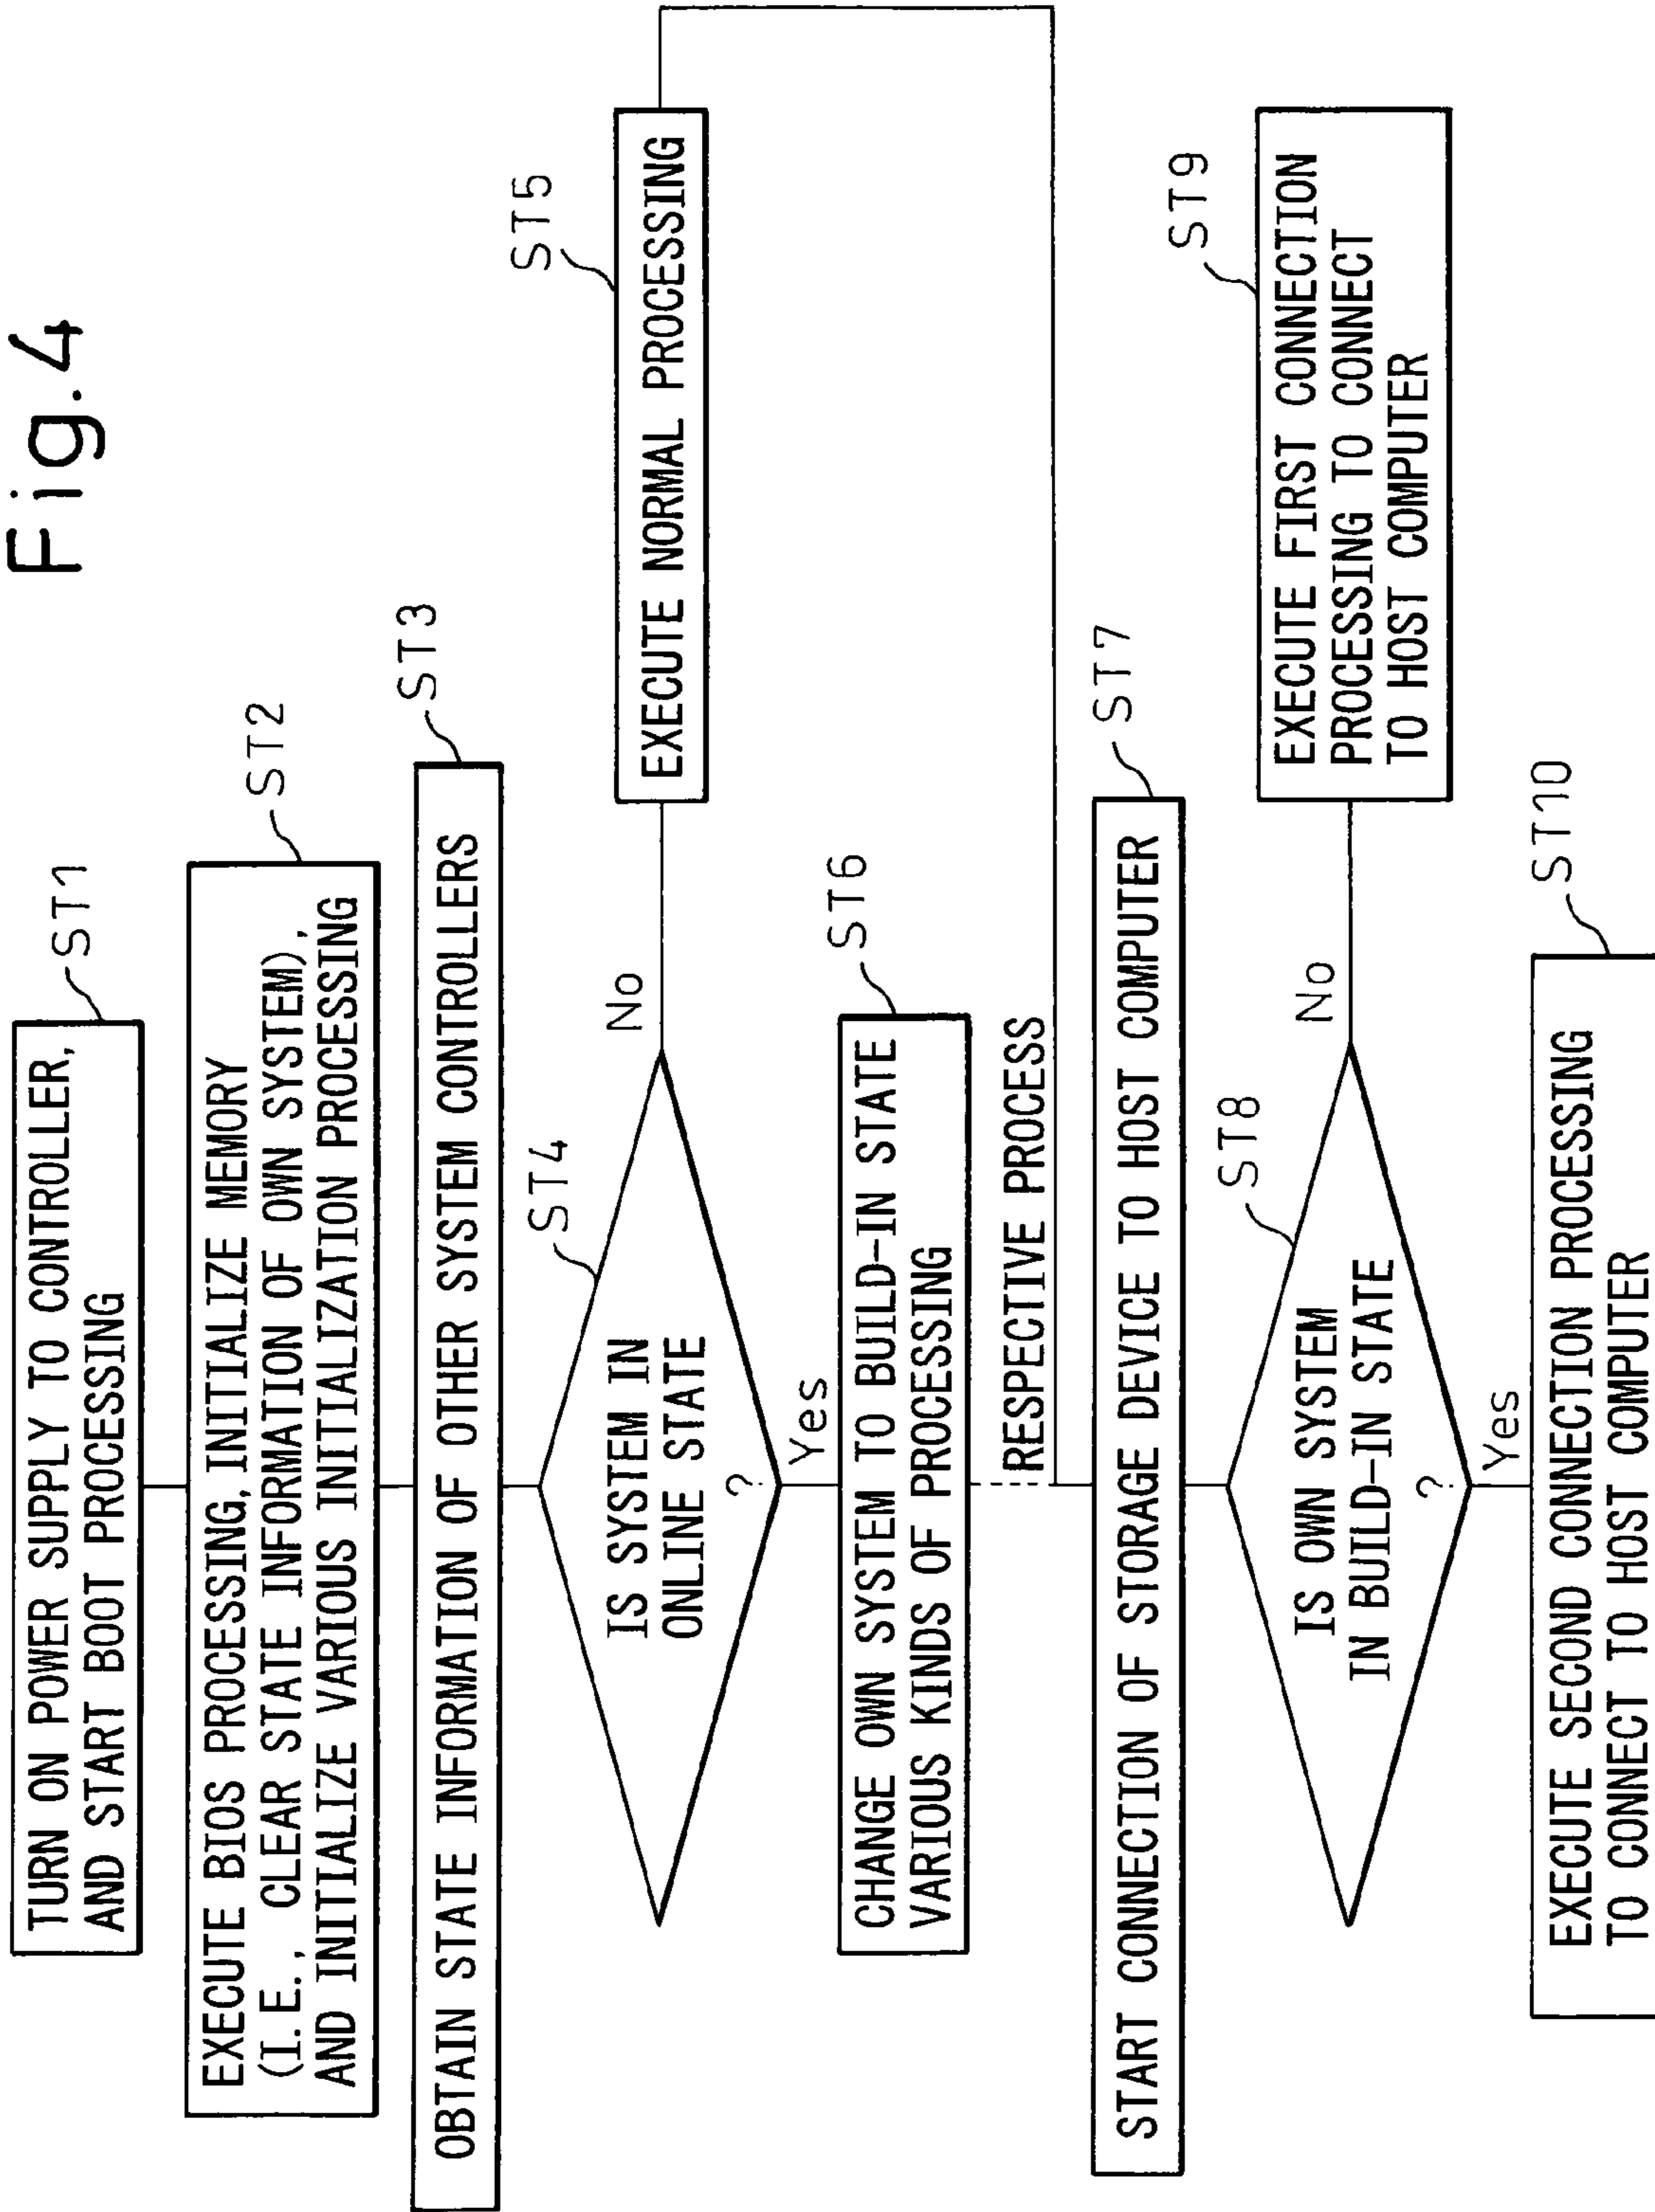 Fig.4
TURN ON POWER SUPPLY TO CONTROLLER,
AND START BOOT PROCESSING
ST1
EXECUTE BIOS PROCESSING, INITIALIZE MEMORY
(I.E., CLEAR STATE INFORMATION OF OWN SYSTEM),
AND INITIALIZE VARIOUS INITIALIZATION PROCESSING
ST2
OBTAIN STATE INFORMATION OF OTHER SYSTEM CONTROLLERS
ST3
ST4
IS SYSTEM IN
ONLINE STATE
?
No
EXECUTE NORMAL PROCESSING
ST5
Yes
CHANGE OWN SYSTEM TO BUILD-IN STATE
VARIOUS KINDS OF PROCESSING
ST6
RESPECTIVE PROCESS
START CONNECTION OF STORAGE DEVICE TO HOST COMPUTER
ST7
ST8
IS OWN SYSTEM
IN BUILD-IN STATE
?
No
EXECUTE FIRST CONNECTION
PROCESSING TO CONNECT
TO HOST COMPUTER
ST9
Yes
EXECUTE SECOND CONNECTION PROCESSING
TO CONNECT TO HOST COMPUTER
ST10